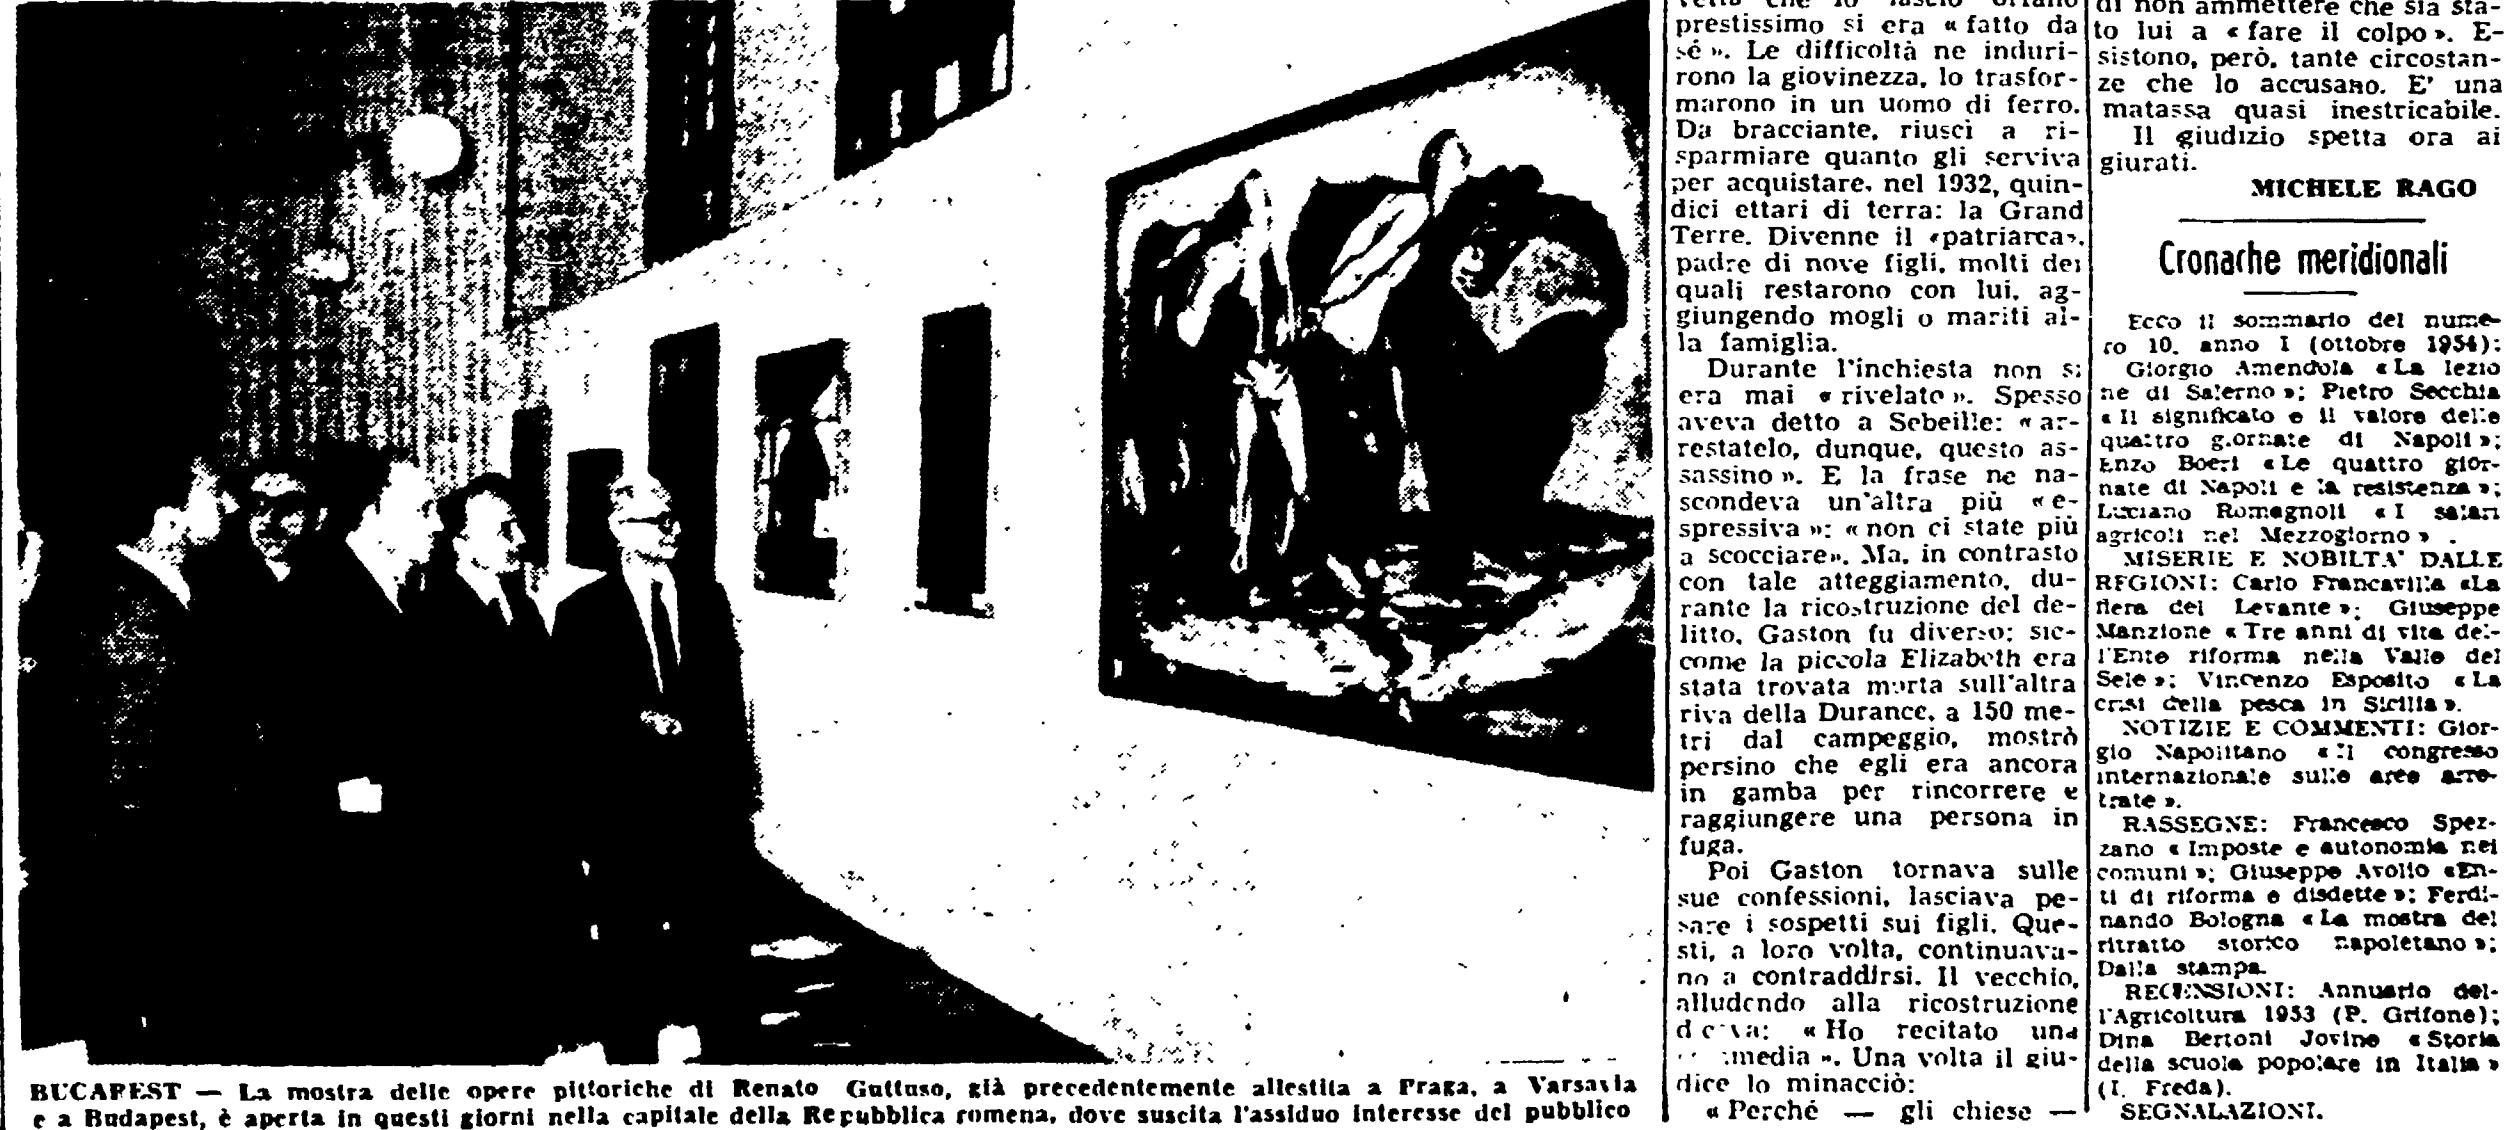 BUCAREST — La mostra delle opere pittoriche di Renato Guttuso, già precedentemente allestita a Praga, a Varsavia
e a Budapest, è aperta in questi giorni nella capitale della Repubblica romena, dove suscita l'assiduo interesse del pubblico
prestissimo si era « fatto da
sé ». Le difficoltà ne induri-
rono la giovinezza, lo trasfor-
marono in un uomo di ferro.
Da bracciante, riuscì a ri-
sparmiare quanto gli serviva
per acquistare, nel 1932, quin-
dici ettari di terra: la Grand
Terre. Divenne il «patriarca»,
padre di nove figli, molti dei
quali restarono con lui, ag-
giungendo mogli o mariti al-
la famiglia.
Durante l'inchiesta non si
era mai « rivelato ». Spesso
aveva detto a Sebeille: « ar-
restatelo, dunque, questo as-
sassino ». E la frase ne na-
scondeva un'altra più « e-
spressiva »: « non ci state più
a scocciare». Ma, in contrasto
con tale atteggiamento, du-
rante la ricostruzione del de-
litto, Gaston fu diverso: sic-
come la piccola Elizabeth era
stata trovata morta sull'altra
riva della Durance, a 150 me-
tri dal campeggio, mostrò
persino che egli era ancora
in gamba per rincorrere e
raggiungere una persona in
fuga.
Poi Gaston tornava sulle
sue confessioni, lasciava pe-
sare i sospetti sui figli. Que-
sti, a loro volta, continuava-
no a contraddirsi. Il vecchio,
alludendo alla ricostruzione
« Ho recitato una
media ». Una volta il giu-
dice lo minacciò:
« Perché — gli chiese —
di non ammettere che sia sta-
to lui a « fare il colpo ». E-
sistono, però, tante circostan-
ze che lo accusano. E' una
matassa quasi inestricabile.
Il giudizio spetta ora ai
giurati.
MICHELE RAGO
Cronache meridionali
Ecco il sommario del nume-
ro 10, anno I (ottobre 1954):
Giorgio Amendola « La lezio
ne di Salerno »; Pietro Secchia
« Il significato e il valore delle
quattro giornate di Napoli »;
Enzo Boeri « Le quattro gior-
nate di Napoli e la resistenza »;
Luciano Romagnoli « I salari
agricoli nel Mezzogiorno » .
MISERIE E NOBILTA' DALLE
REGIONI: Carlo Francavilla «La
fiera del Levante»; Giuseppe
Manzione « Tre anni di vita del-
l'Ente riforma nella Valle del
Sele »; Vincenzo Esposito « La
crisi della pesca in Sicilia ».
NOTIZIE E COMMENTI: Gior-
gio Napolitano « Il congresso
internazionale sulle aree arre-
trate ».
RASSEGNE: Francesco Spez-
zano « Imposte e autonomia nei
comuni »; Giuseppe Avolio «En-
ti di riforma e disdette »; Ferdi-
nando Bologna « La mostra del
ritratto storico napoletano »;
Dalla stampa.
RECENSIONI: Annuario del-
l'Agricoltura 1953 (P. Grifone);
Dina Bertoni Jovine « Storia
della scuola popolare in Italia »
(I. Freda).
SEGNALAZIONI.